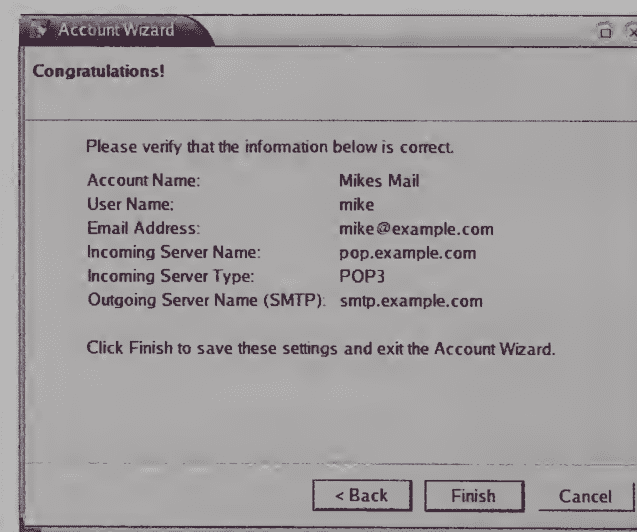 Account Wizard
Congratulations!
Please verify that the information below is correct.
Account Name: Mikes Mail
User Name: mike
Email Address: mike@example.com
Incoming Server Name: pop.example.com
Incoming Server Type: POP3
Outgoing Server Name (SMTP): smtp.example.com
Click Finish to save these settings and exit the Account Wizard.
< Back Finish Cancel